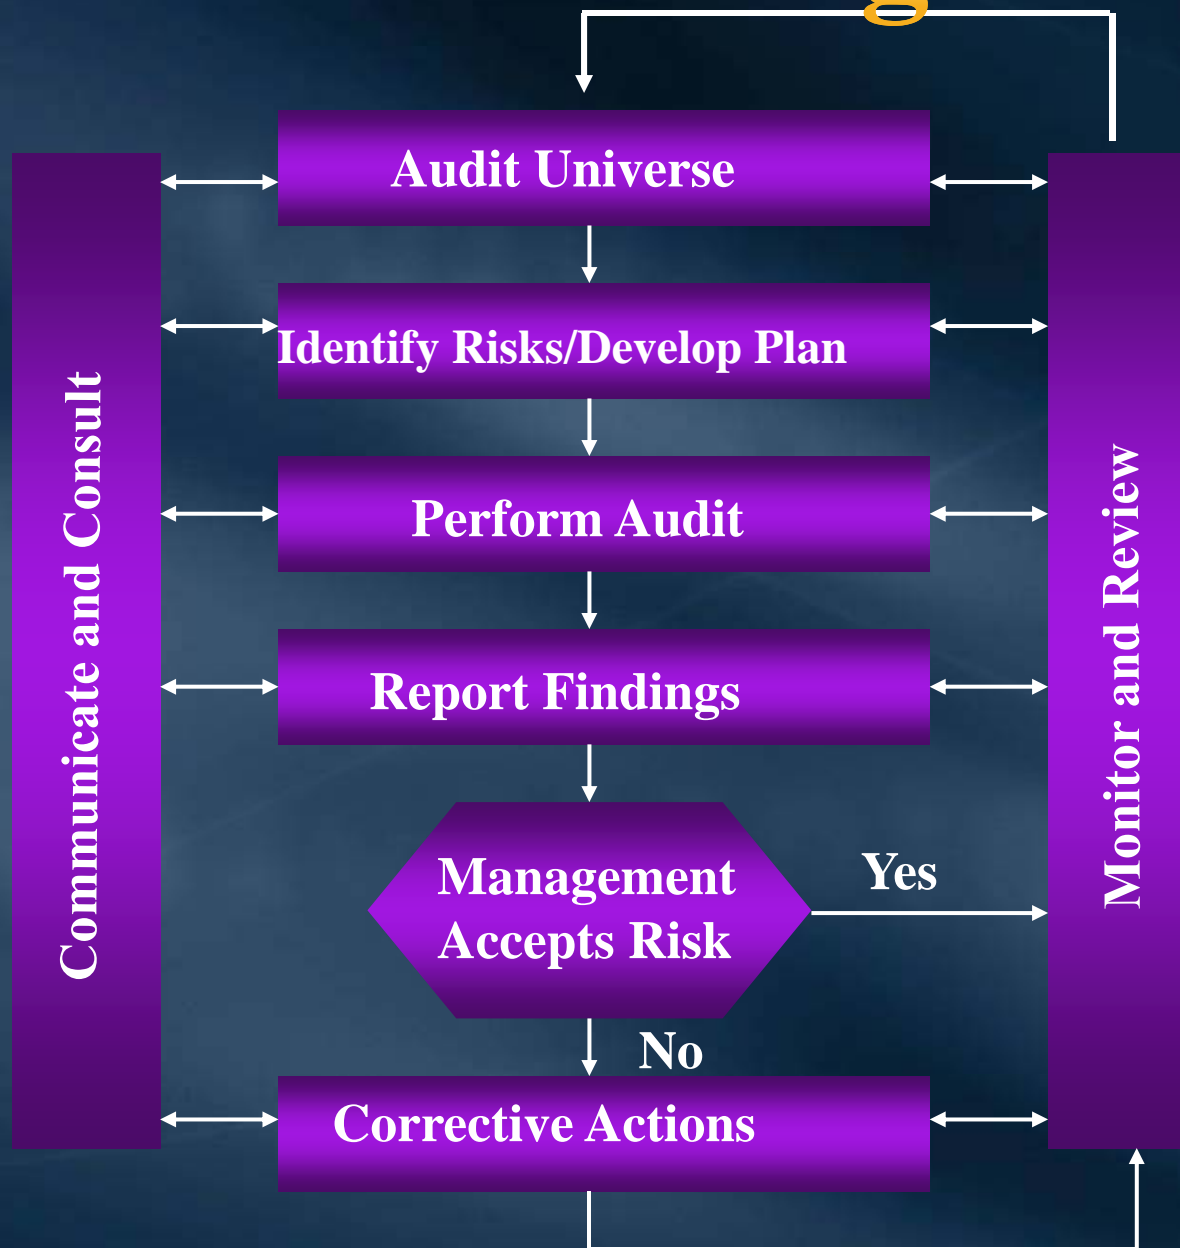 g
Audit Universe
Identify Risks/Develop Plan
Perform Audit
Report Findings
Management
Accepts Risk
Yes
No
Corrective Actions
Communicate and Consult
Monitor and Review